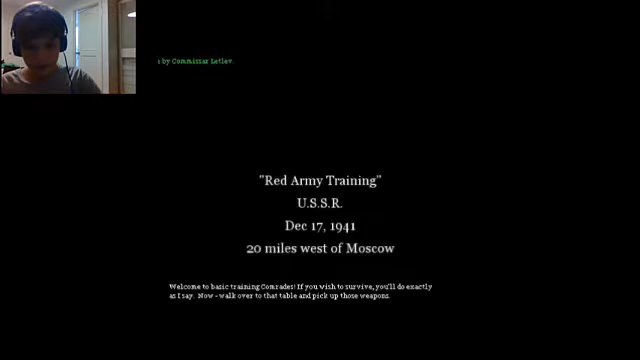 by Commissar Letlev.
"Red Army Training"
U.S.S.R.
Dec 17, 1941
20 miles west of Moscow
Welcome to basic training Comrades! If you wish to survive, you'll do exactly
as I say. Now - walk over to that table and pick up those weapons.